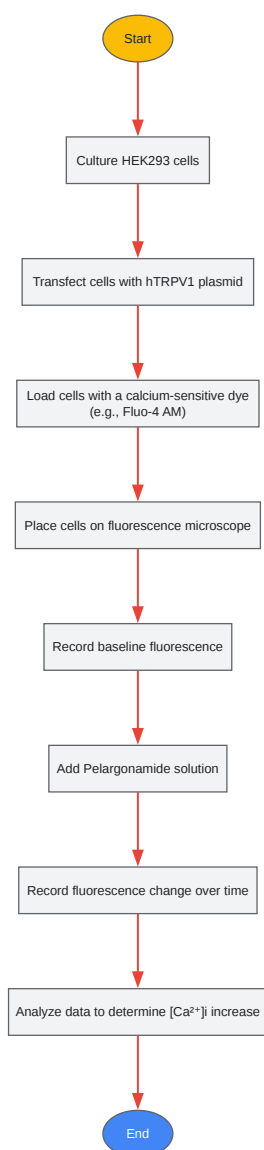 Start
Culture HEK293 cells
Transfect cells with hTRPV1 plasmid
Load cells with a calcium-sensitive dye
(e.g., Fluo-4 AM)
Place cells on fluorescence microscope
Record baseline fluorescence
Add Pelargonamide solution
Record fluorescence change over time
Analyze data to determine [Ca²⁺]i increase
End